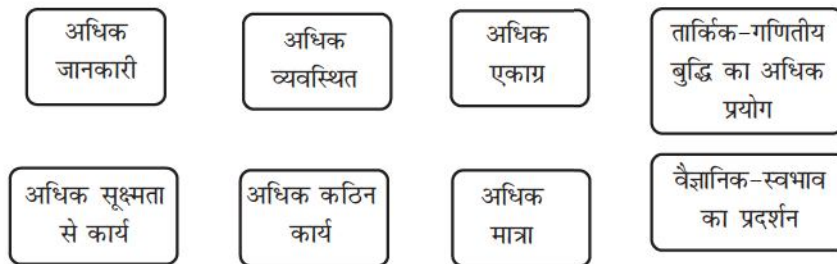 अधिक
जानकारी
अधिक
व्यवस्थित
अधिक
एकाग्र
तार्किक-गणितीय
बुद्धि का अधिक
प्रयोग
अधिक सूक्ष्मता
से कार्य
अधिक कठिन
कार्य
अधिक
मात्रा
वैज्ञानिक-स्वभाव
का प्रदर्शन